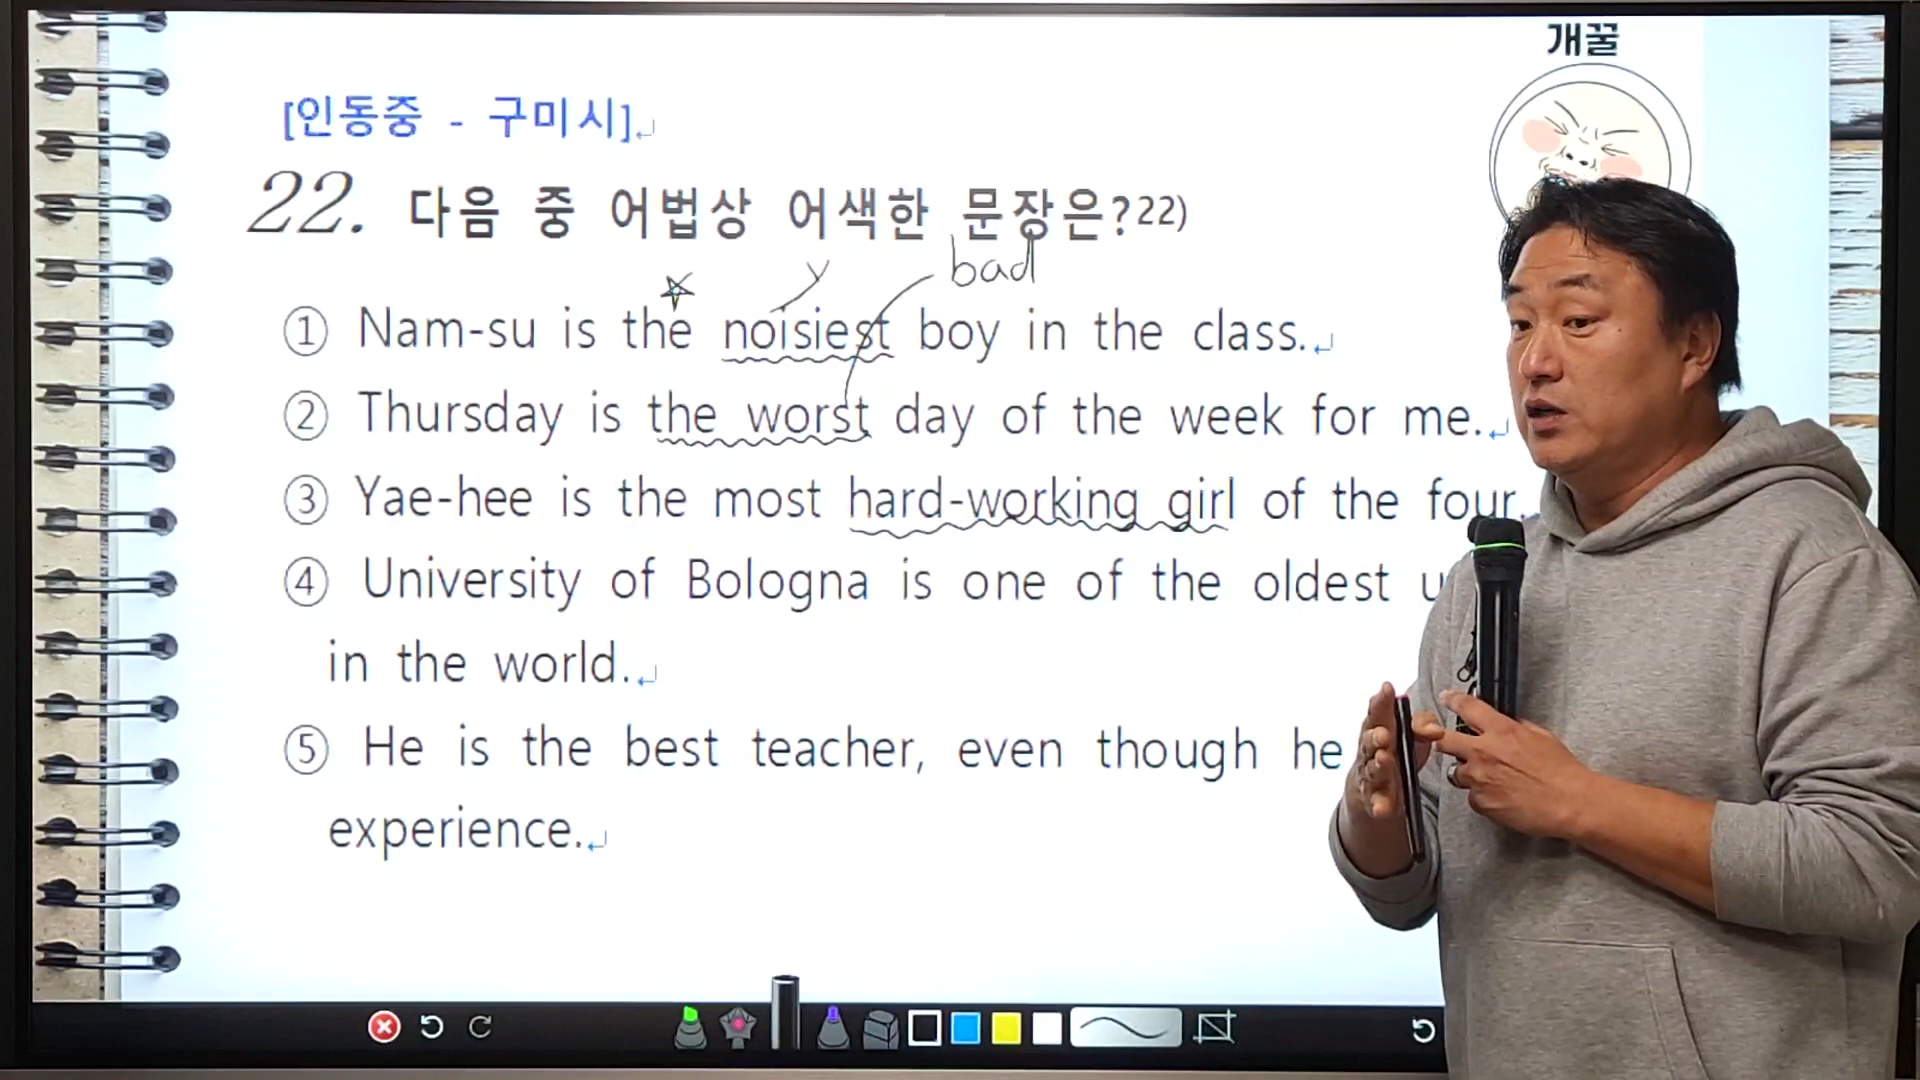 개꿀
[인동중 - 구미시]
22. 다음 중 어법상 어색한 문장은?22)
y bad
① Nam-su is the noisiest boy in the class.
② Thursday is the worst day of the week for me.
③ Yae-hee is the most hard-working girl of the four.
④ University of Bologna is one of the oldest
in the world.
⑤ He is the best teacher, even though he
experience.